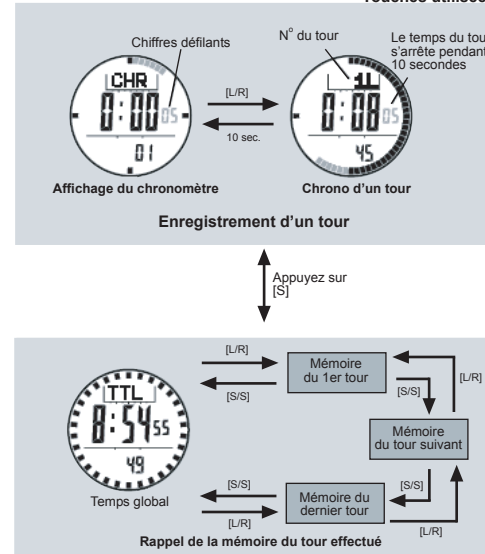 Touches utilisé
Chiffres défilants
N° du tour
Le temps du tou
s'arrête pendant
10 secondes
CHR
0:00 05
01
[L/R]
10 sec.
1L
0:08 05
45
Affichage du chronomètre
Chrono d'un tour
Enregistrement d'un tour
Appuyez sur
[S]
TTL
8:54 55
49
Temps global
[L/R]
[S/S]
Mémoire
du 1er tour
[S/S]
[L/R]
Mémoire
du tour suivant
[S/S]
[L/R]
Mémoire du
dernier tour
[S/S]
[L/R]
Rappel de la mémoire du tour effectué